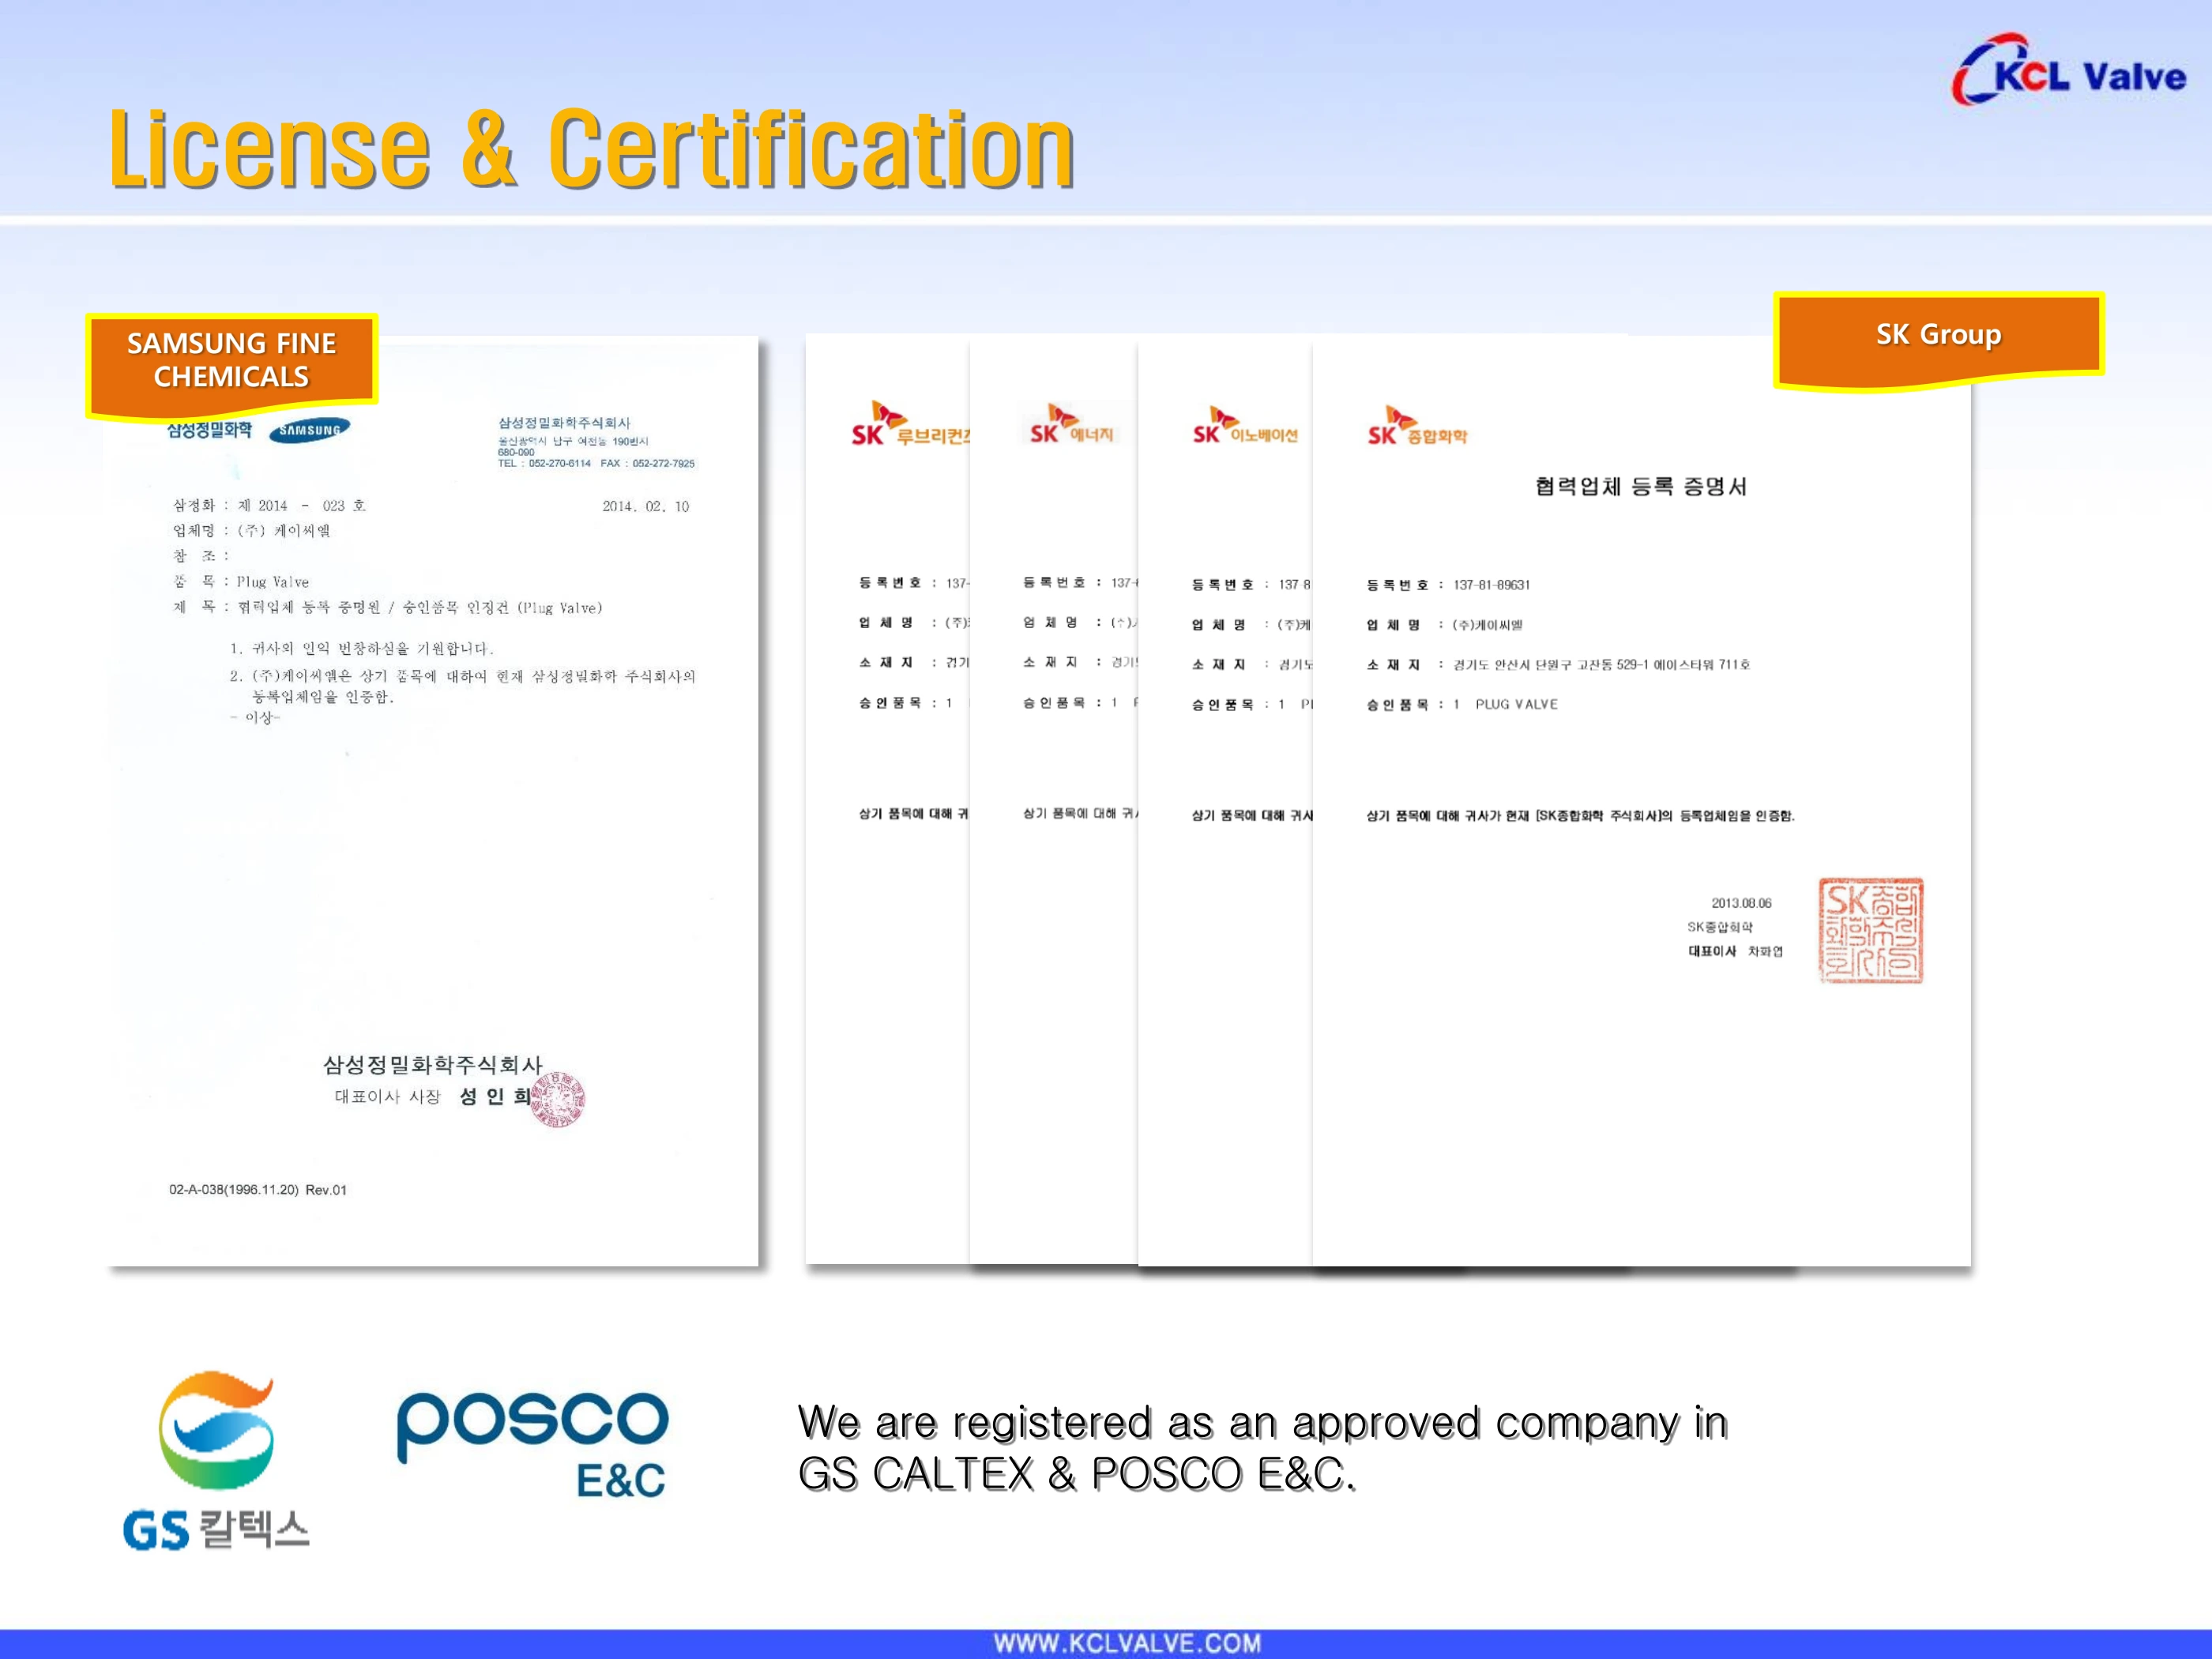 KCL Valve
License & Certification
SAMSUNG FINE
CHEMICALS
SK Group
삼성정밀화학 SAMSUNG
삼성정밀화학주식회사
울산광역시 남구 여천로 190번지
680-090
TEL : 052-270-6114 FAX : 052-272-7925
삼정화 : 제 2014 - 023 호
2014. 02. 10
업체명 : (주) 케이씨엘
참 조 :
품 목 : Plug Valve
제 목 : 협력업체 등록 증명원 / 승인품목 인정건 (Plug Valve)
1. 귀사의 인익 번창하심을 기원합니다.
2. (주)케이씨엘은 상기 품목에 대하여 현재 삼성정밀화학 주식회사의
등록업체임을 인증함.
- 이상-
삼성정밀화학주식회사
대표이사 사장 성 인 희
02-A-038(1996.11.20) Rev.01
SK 루브리컨
등록번호 : 137-
업 체 명 : (주)
소 재 지 : 경기
승인품목 : 1
상기 품목에 대해 귀
SK 에너지
등록번호 : 137-
업 체 명 :
소 재 지 : 경기
승인품목 : 1
상기 품목에 대해 귀
SK 이노베이션
등록번호 : 137 8
업 체 명 : (주)케
소 재 지 : 경기도
승인품목 : 1 PL
상기 품목에 대해 귀사
SK 종합화학
협력업체 등록 증명서
등록번호 : 137-81-89631
업 체 명 : (주)케이씨엘
소 재 지 : 경기도 안산시 단원구 고잔동 529-1 에이스타워 711호
승인품목 : 1 PLUG VALVE
상기 품목에 대해 귀사가 현재 [SK종합화학 주식회사]의 등록업체임을 인증함.
2013.08.06
SK종합화학
대표이사 차화엽
GS 칼텍스
posco
E&C
We are registered as an approved company in
GS CALTEX & POSCO E&C.
WWW.KCLVALVE.COM